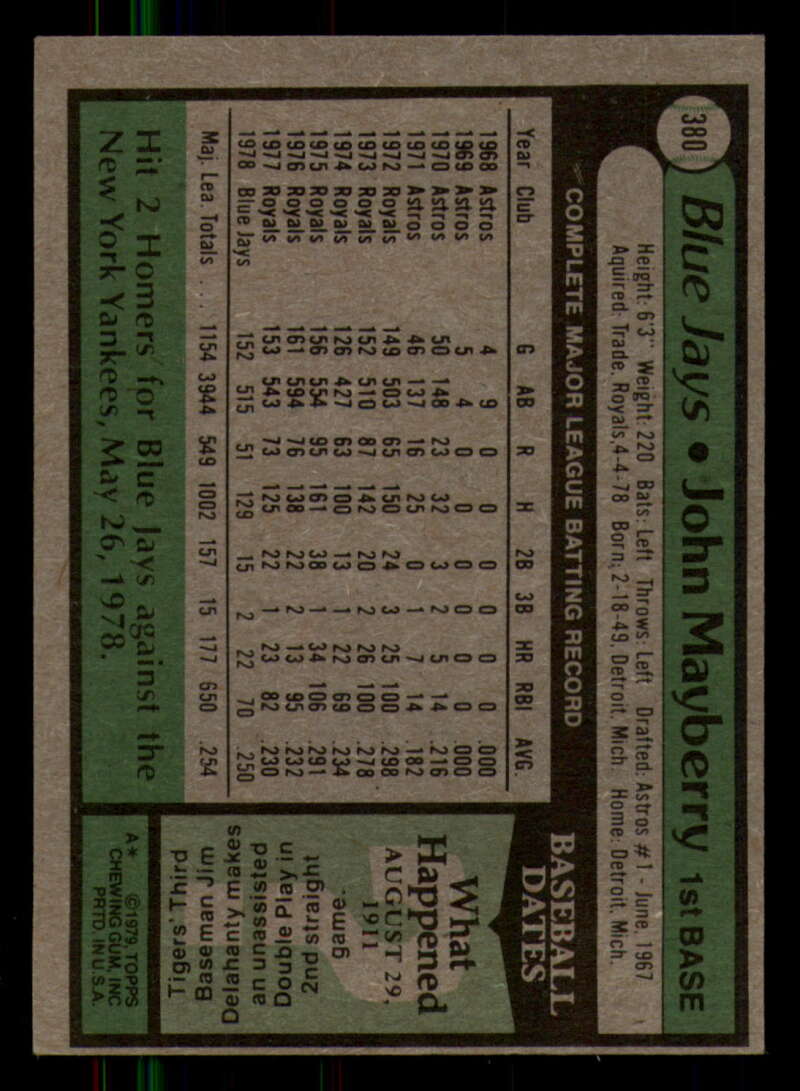 380
Blue Jays • John Mayberry 1st BASE
Height: 6'3" Weight: 220 Bats: Left Throws: Left Drafted: Astros #1 - June, 1967
Aquired- Trade, Royals, 4-4-78 Born; 2-18-49, Detroit, Mich. Home: Detroit, Mich.
COMPLETE MAJOR LEAGUE BATTING RECORD
Year Club G AB R H 2B 3B HR RBI AVG.
1968 Astros 4 9 0 0 0 0 0 0 .000
1969 Astros 5 4 0 0 0 0 0 0 .000
1970 Astros 50 148 23 32 3 2 5 14 .216
1971 Astros 46 137 16 25 0 1 7 14 .182
1972 Royals 149 503 65 150 24 3 25 100 .298
1973 Royals 152 510 87 142 20 2 26 100 .278
1974 Royals 126 427 63 100 13 1 22 69 .234
1975 Royals 156 554 95 161 38 1 34 106 .291
1976 Royals 161 594 76 138 22 2 13 95 .232
1977 Royals 153 543 73 125 22 1 23 82 .230
1978 Blue Jays 152 515 51 129 15 2 22 70 .250
Maj. Lea. Totals . . . 1154 3944 549 1002 157 15 177 650 .254
Hit 2 Homers for Blue Jays against the
New York Yankees, May 26, 1978.
BASEBALL
DATES
What
Happened
AUGUST 29,
1911
Tigers' Third
Baseman Jim
Delahanty makes
an unassisted
Double Play in
2nd straight
game.
A** ©1979 TOPPS
CHEWING GUM, INC
PRTD. IN U.S.A.